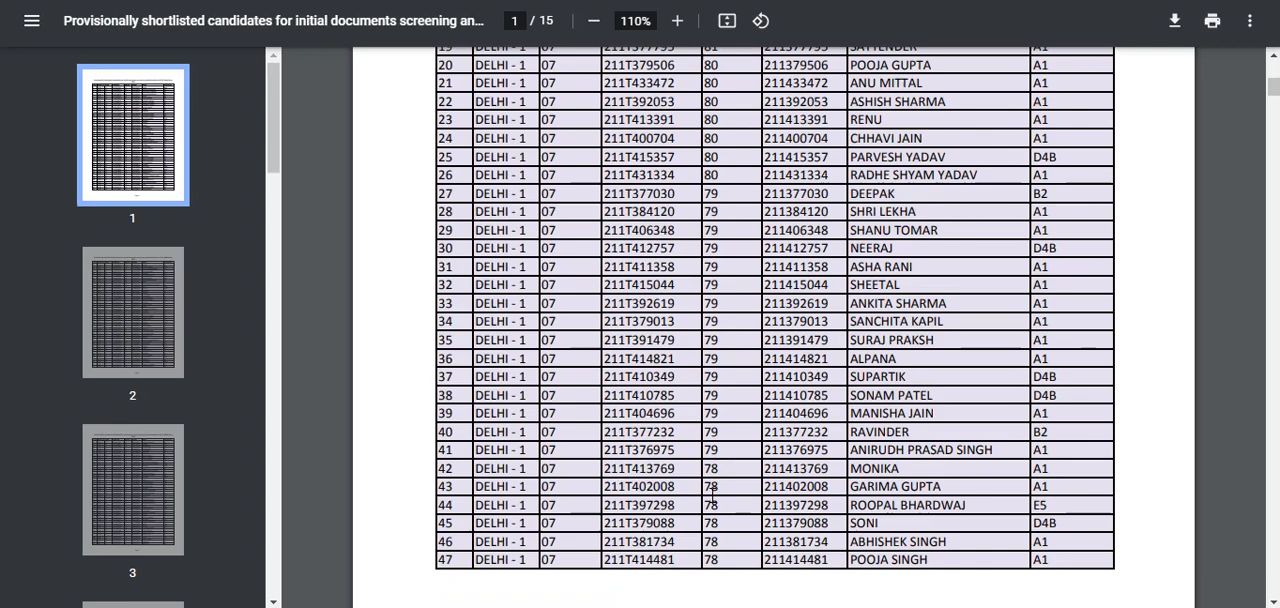 Provisionally shortlisted candidates for initial documents screening an... 1 / 15 110%
19 DELHI - 1 07 211T377795 81 211377795 SATTENDER A1
20 DELHI - 1 07 211T379506 80 211379506 POOJA GUPTA A1
21 DELHI - 1 07 211T433472 80 211433472 ANU MITTAL A1
22 DELHI - 1 07 211T392053 80 211392053 ASHISH SHARMA A1
23 DELHI - 1 07 211T413391 80 211413391 RENU A1
24 DELHI - 1 07 211T400704 80 211400704 CHHAVI JAIN A1
25 DELHI - 1 07 211T415357 80 211415357 PARVESH YADAV D4B
26 DELHI - 1 07 211T431334 80 211431334 RADHE SHYAM YADAV A1
27 DELHI - 1 07 211T377030 79 211377030 DEEPAK B2
28 DELHI - 1 07 211T384120 79 211384120 SHRI LEKHA A1
29 DELHI - 1 07 211T406348 79 211406348 SHANU TOMAR A1
30 DELHI - 1 07 211T412757 79 211412757 NEERAJ D4B
31 DELHI - 1 07 211T411358 79 211411358 ASHA RANI A1
32 DELHI - 1 07 211T415044 79 211415044 SHEETAL A1
33 DELHI - 1 07 211T392619 79 211392619 ANKITA SHARMA A1
34 DELHI - 1 07 211T379013 79 211379013 SANCHITA KAPIL A1
35 DELHI - 1 07 211T391479 79 211391479 SURAJ PRAKSH A1
36 DELHI - 1 07 211T414821 79 211414821 ALPANA A1
37 DELHI - 1 07 211T410349 79 211410349 SUPARTIK D4B
38 DELHI - 1 07 211T410785 79 211410785 SONAM PATEL D4B
39 DELHI - 1 07 211T404696 79 211404696 MANISHA JAIN A1
40 DELHI - 1 07 211T377232 79 211377232 RAVINDER B2
41 DELHI - 1 07 211T376975 79 211376975 ANIRUDH PRASAD SINGH A1
42 DELHI - 1 07 211T413769 78 211413769 MONIKA A1
43 DELHI - 1 07 211T402008 78 211402008 GARIMA GUPTA A1
44 DELHI - 1 07 211T397298 78 211397298 ROOPAL BHARDWAJ E5
45 DELHI - 1 07 211T379088 78 211379088 SONI D4B
46 DELHI - 1 07 211T381734 78 211381734 ABHISHEK SINGH A1
47 DELHI - 1 07 211T414481 78 211414481 POOJA SINGH A1
1
2
3